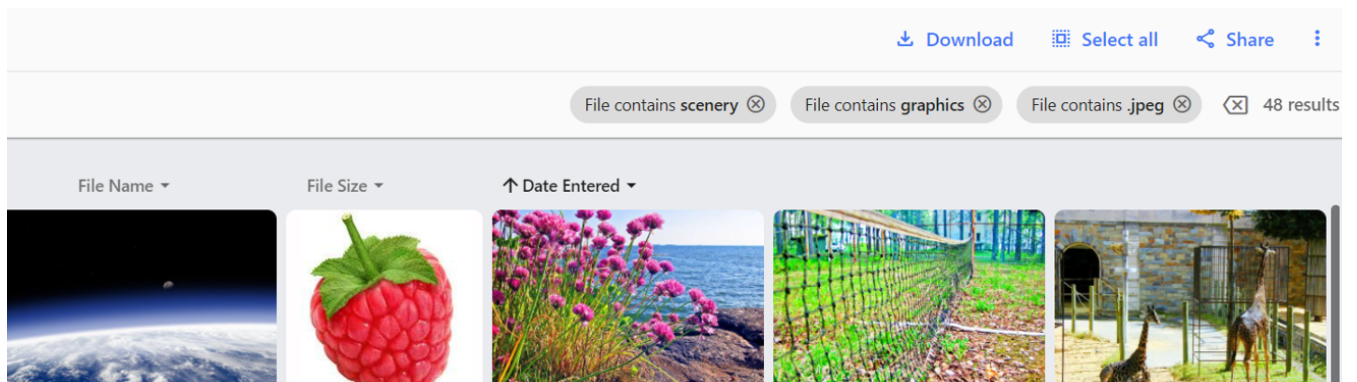 Download Select all Share
File contains scenery File contains graphics File contains .jpeg 48 results
File Name File Size Date Entered